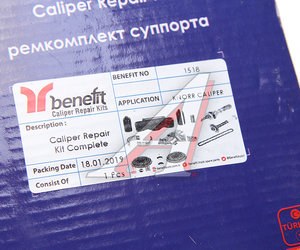 Caliper Repair
ремкомплект суппорта
benefit
Caliper Repair Kits
BENEFIT NO
1518
APPLICATION
KNORR CALIPER
Description :
Caliper Repair
Kit Complete
Packing Date
18.01.2019
Consist Of
1 Pcs
TÜRK